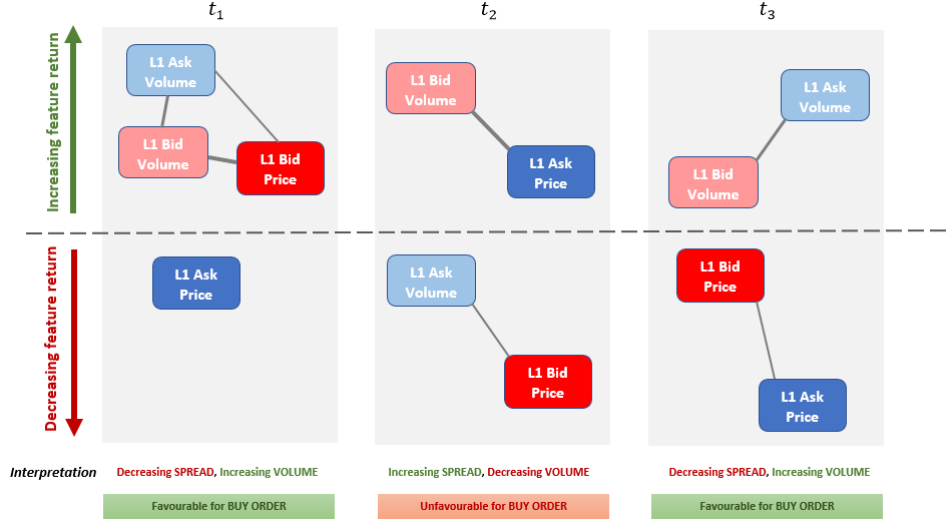 t₁
t₂
t₃
Increasing feature return
L1 Ask
Volume
L1 Bid
Volume
L1 Bid
Price
L1 Bid
Volume
L1 Ask
Price
L1 Ask
Volume
L1 Bid
Volume
Decreasing feature return
L1 Ask
Price
L1 Ask
Volume
L1 Bid
Price
L1 Bid
Price
L1 Ask
Price
Interpretation
Decreasing SPREAD, Increasing VOLUME
Increasing SPREAD, Decreasing VOLUME
Decreasing SPREAD, Increasing VOLUME
Favourable for BUY ORDER
Unfavourable for BUY ORDER
Favourable for BUY ORDER